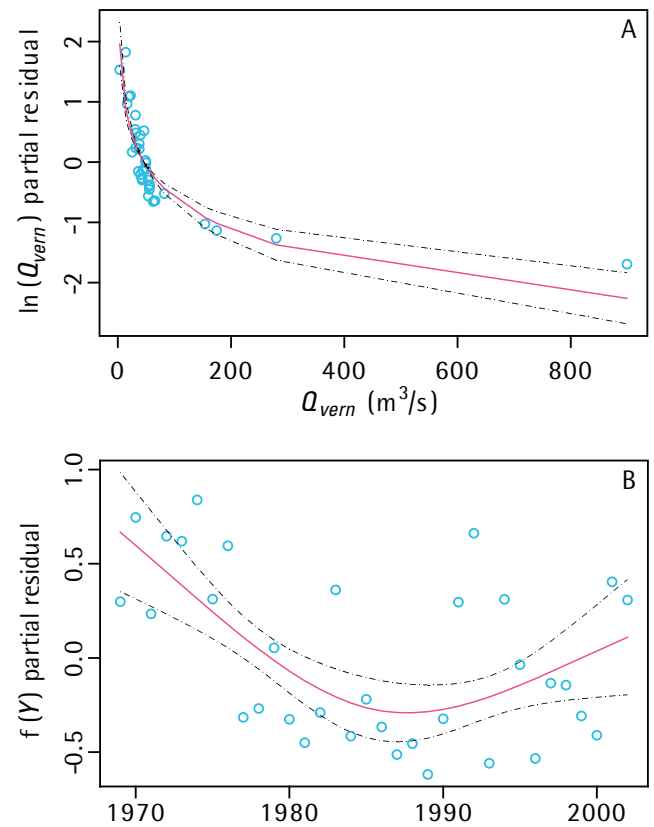 A
ln (Q_vern) partial residual
2
1
0
-1
-2
0 200 400 600 800
Q_vern (m³/s)
B
f (Y) partial residual
1.0
0.5
0.0
-0.5
1970 1980 1990 2000